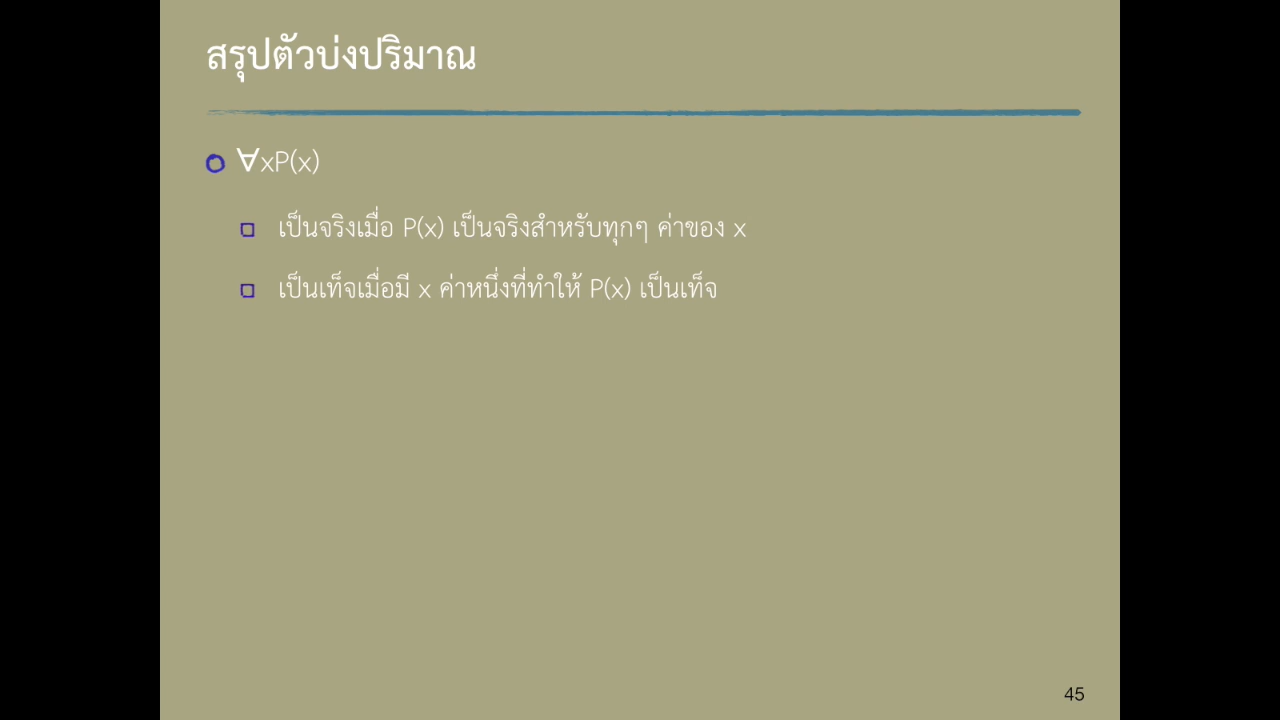 สรุปตัวบ่งปริมาณ
∀xP(x)
เป็นจริงเมื่อ P(x) เป็นจริงสำหรับทุกๆ ค่าของ x
เป็นเท็จเมื่อมี x ค่าหนึ่งที่ทำให้ P(x) เป็นเท็จ
45